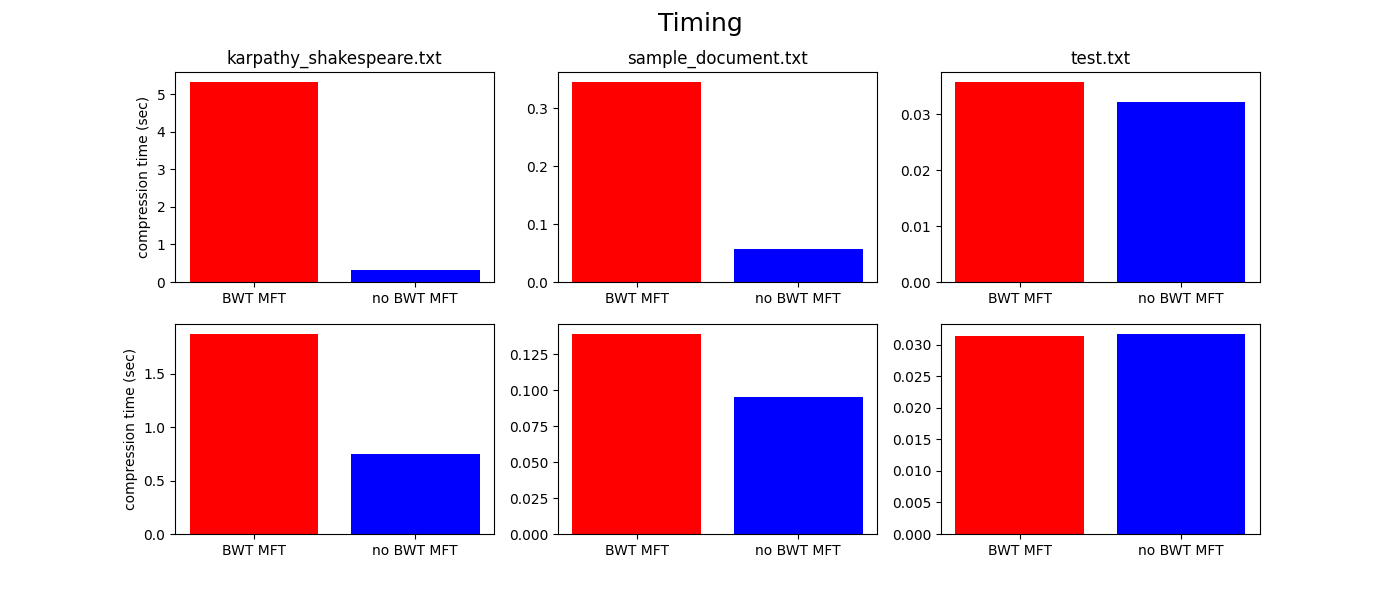 Timing
karpathy_shakespeare.txt
sample_document.txt
test.txt
compression time (sec)
5
4
3
2
1
0
BWT MFT
no BWT MFT
0.3
0.2
0.1
0.0
BWT MFT
no BWT MFT
0.03
0.02
0.01
0.00
BWT MFT
no BWT MFT
compression time (sec)
1.5
1.0
0.5
0.0
BWT MFT
no BWT MFT
0.125
0.100
0.075
0.050
0.025
0.000
BWT MFT
no BWT MFT
0.030
0.025
0.020
0.015
0.010
0.005
0.000
BWT MFT
no BWT MFT